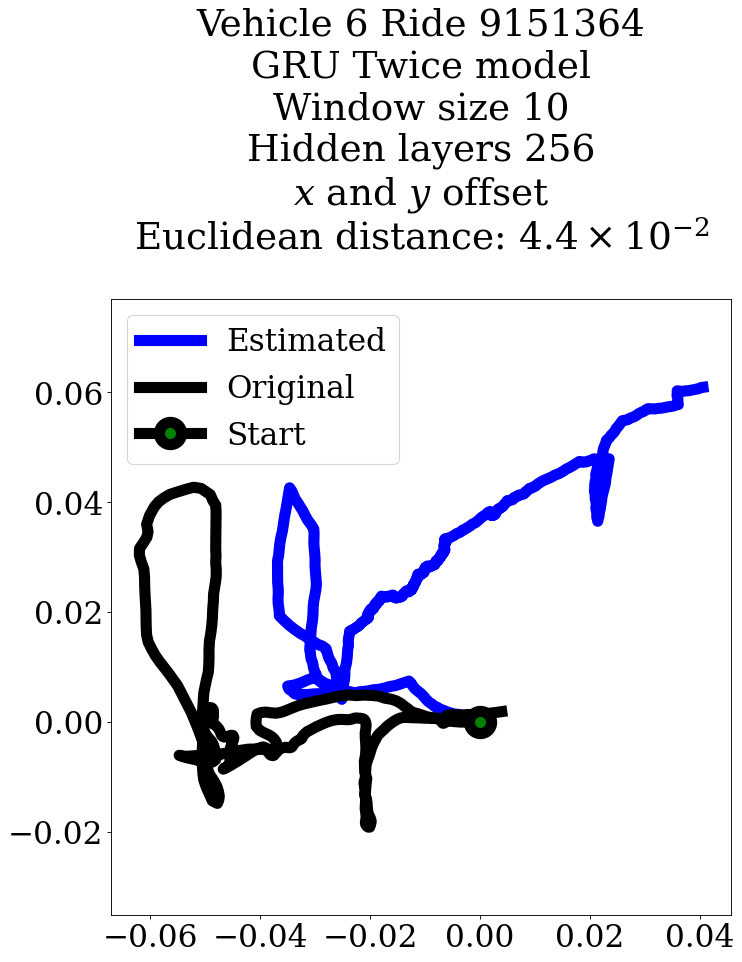 Vehicle 6 Ride 9151364
GRU Twice model
Window size 10
Hidden layers 256
x and y offset
Euclidean distance: 4.4 × 10⁻²
Estimated
Original
Start
0.06
0.04
0.02
0.00
−0.02
−0.06 −0.04 −0.02 0.00 0.02 0.04